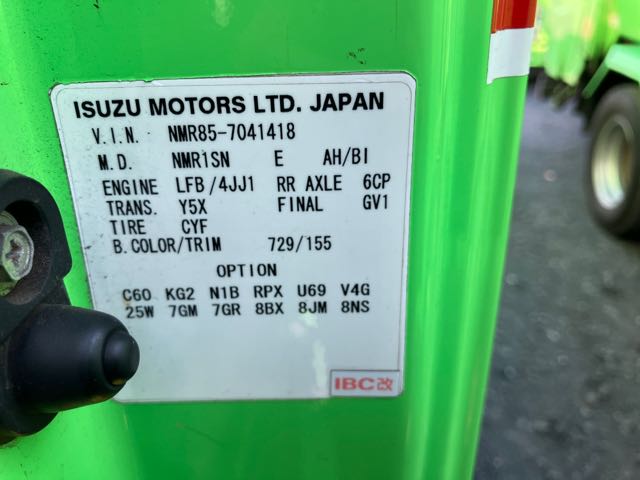 ISUZU MOTORS LTD. JAPAN
V.I.N. NMR85-7041418
M.D. NMR1SN E AH/BI
ENGINE LFB/4JJ1 RR AXLE 6CP
TRANS. Y5X FINAL GV1
TIRE CYF
B.COLOR/TRIM 729/155
OPTION
C60 KG2 N1B RPX U69 V4G
25W 7GM 7GR 8BX 8JM 8NS
IBC改